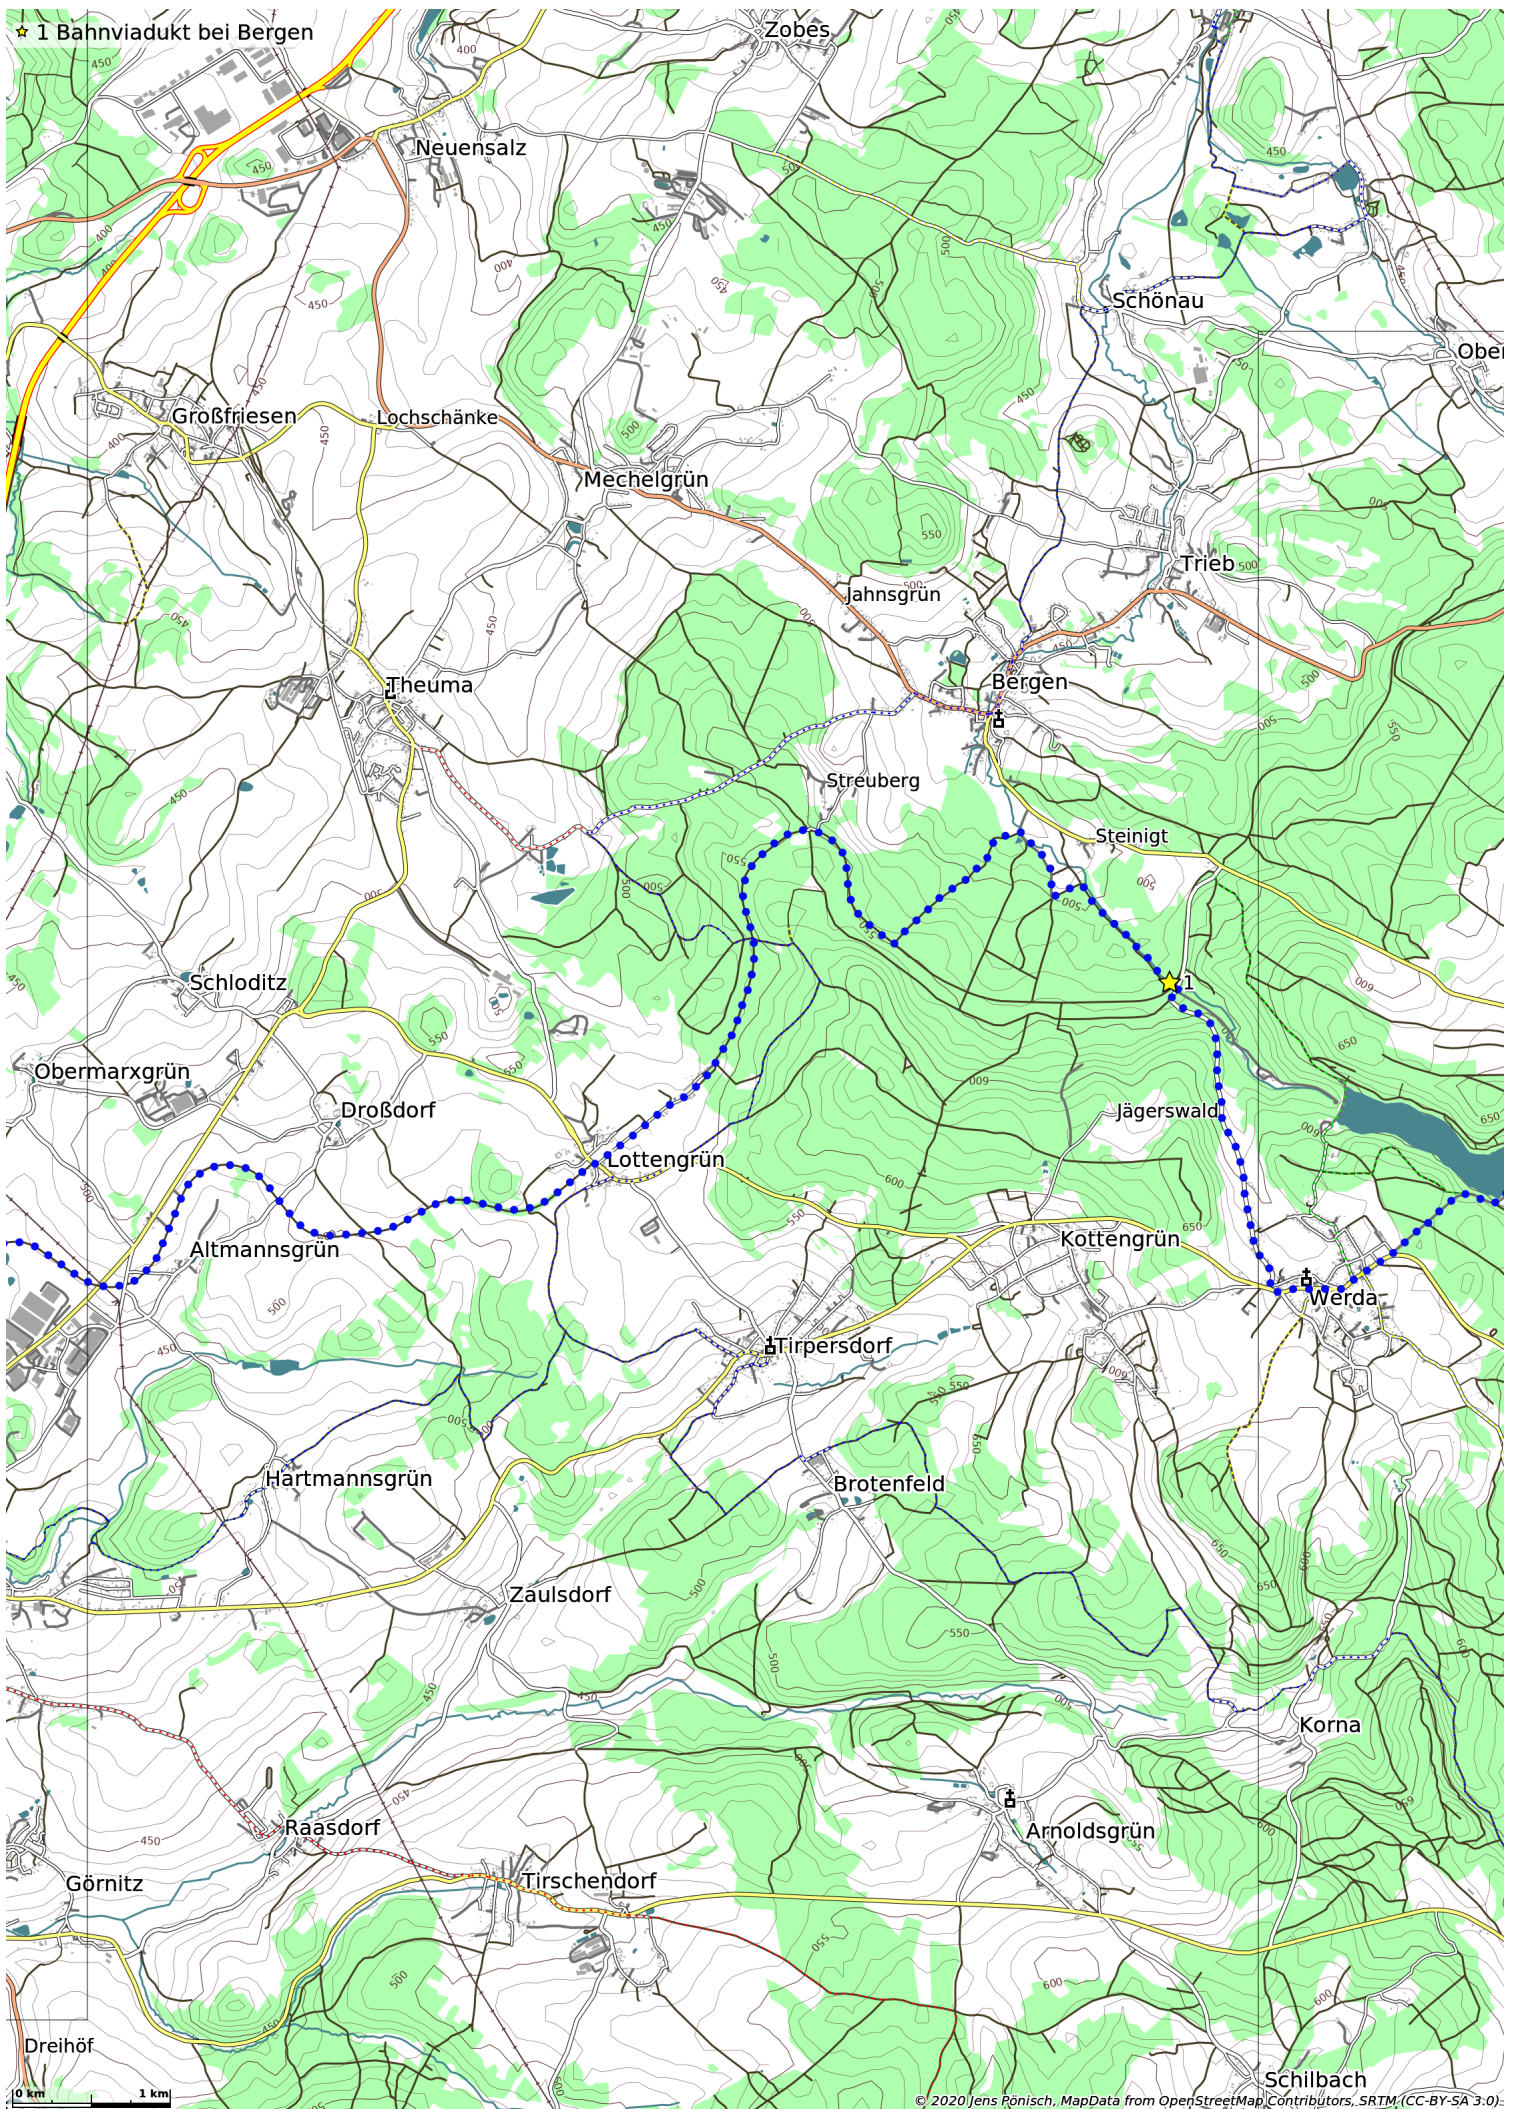 1 Bahnviadukt bei Bergen
Zobes
Neuensalz
Schönau
Ober
Großfriesen
Lochschänke
Mechelgrün
Trieb
Jahnsgrün
Bergen
Theuma
Streuberg
Steinigt
Schloditz
1
Obermarxgrün
Droßdorf
Jägerswald
Lottengrün
Altmannsgrün
Kottengrün
Werda
Tirpersdorf
Hartmannsgrün
Brotenfeld
Zaulsdorf
Korna
Raasdorf
Arnoldsgrün
Görnitz
Tirschendorf
Dreihöf
Schilbach
0 km 1 km
© 2020 Jens Pönisch, MapData from OpenStreetMap Contributors, SRTM (CC-BY-SA 3.0)